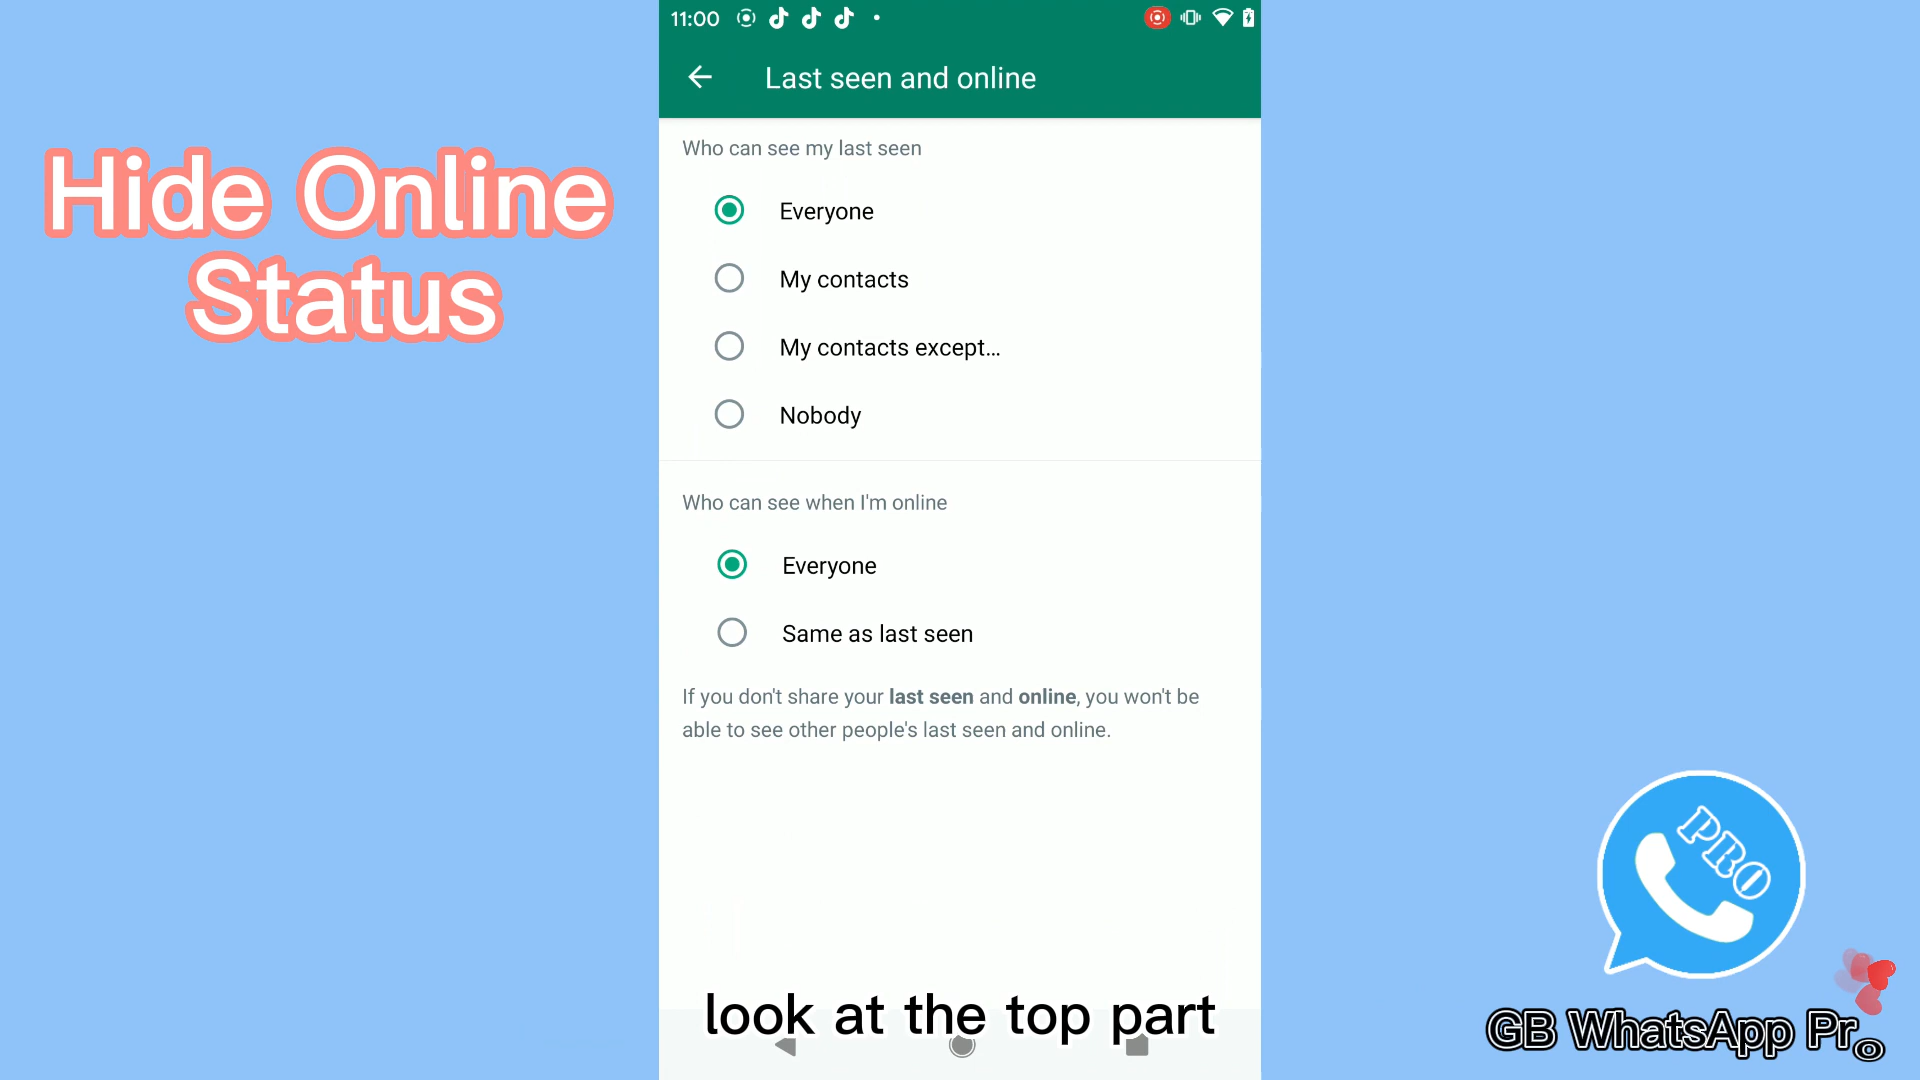 11:00
Last seen and online
Hide Online
Status
Who can see my last seen
Everyone
My contacts
My contacts except...
Nobody
Who can see when I'm online
Everyone
Same as last seen
If you don't share your last seen and online, you won't be
able to see other people's last seen and online.
PRO
look at the top part
GB WhatsApp Pro